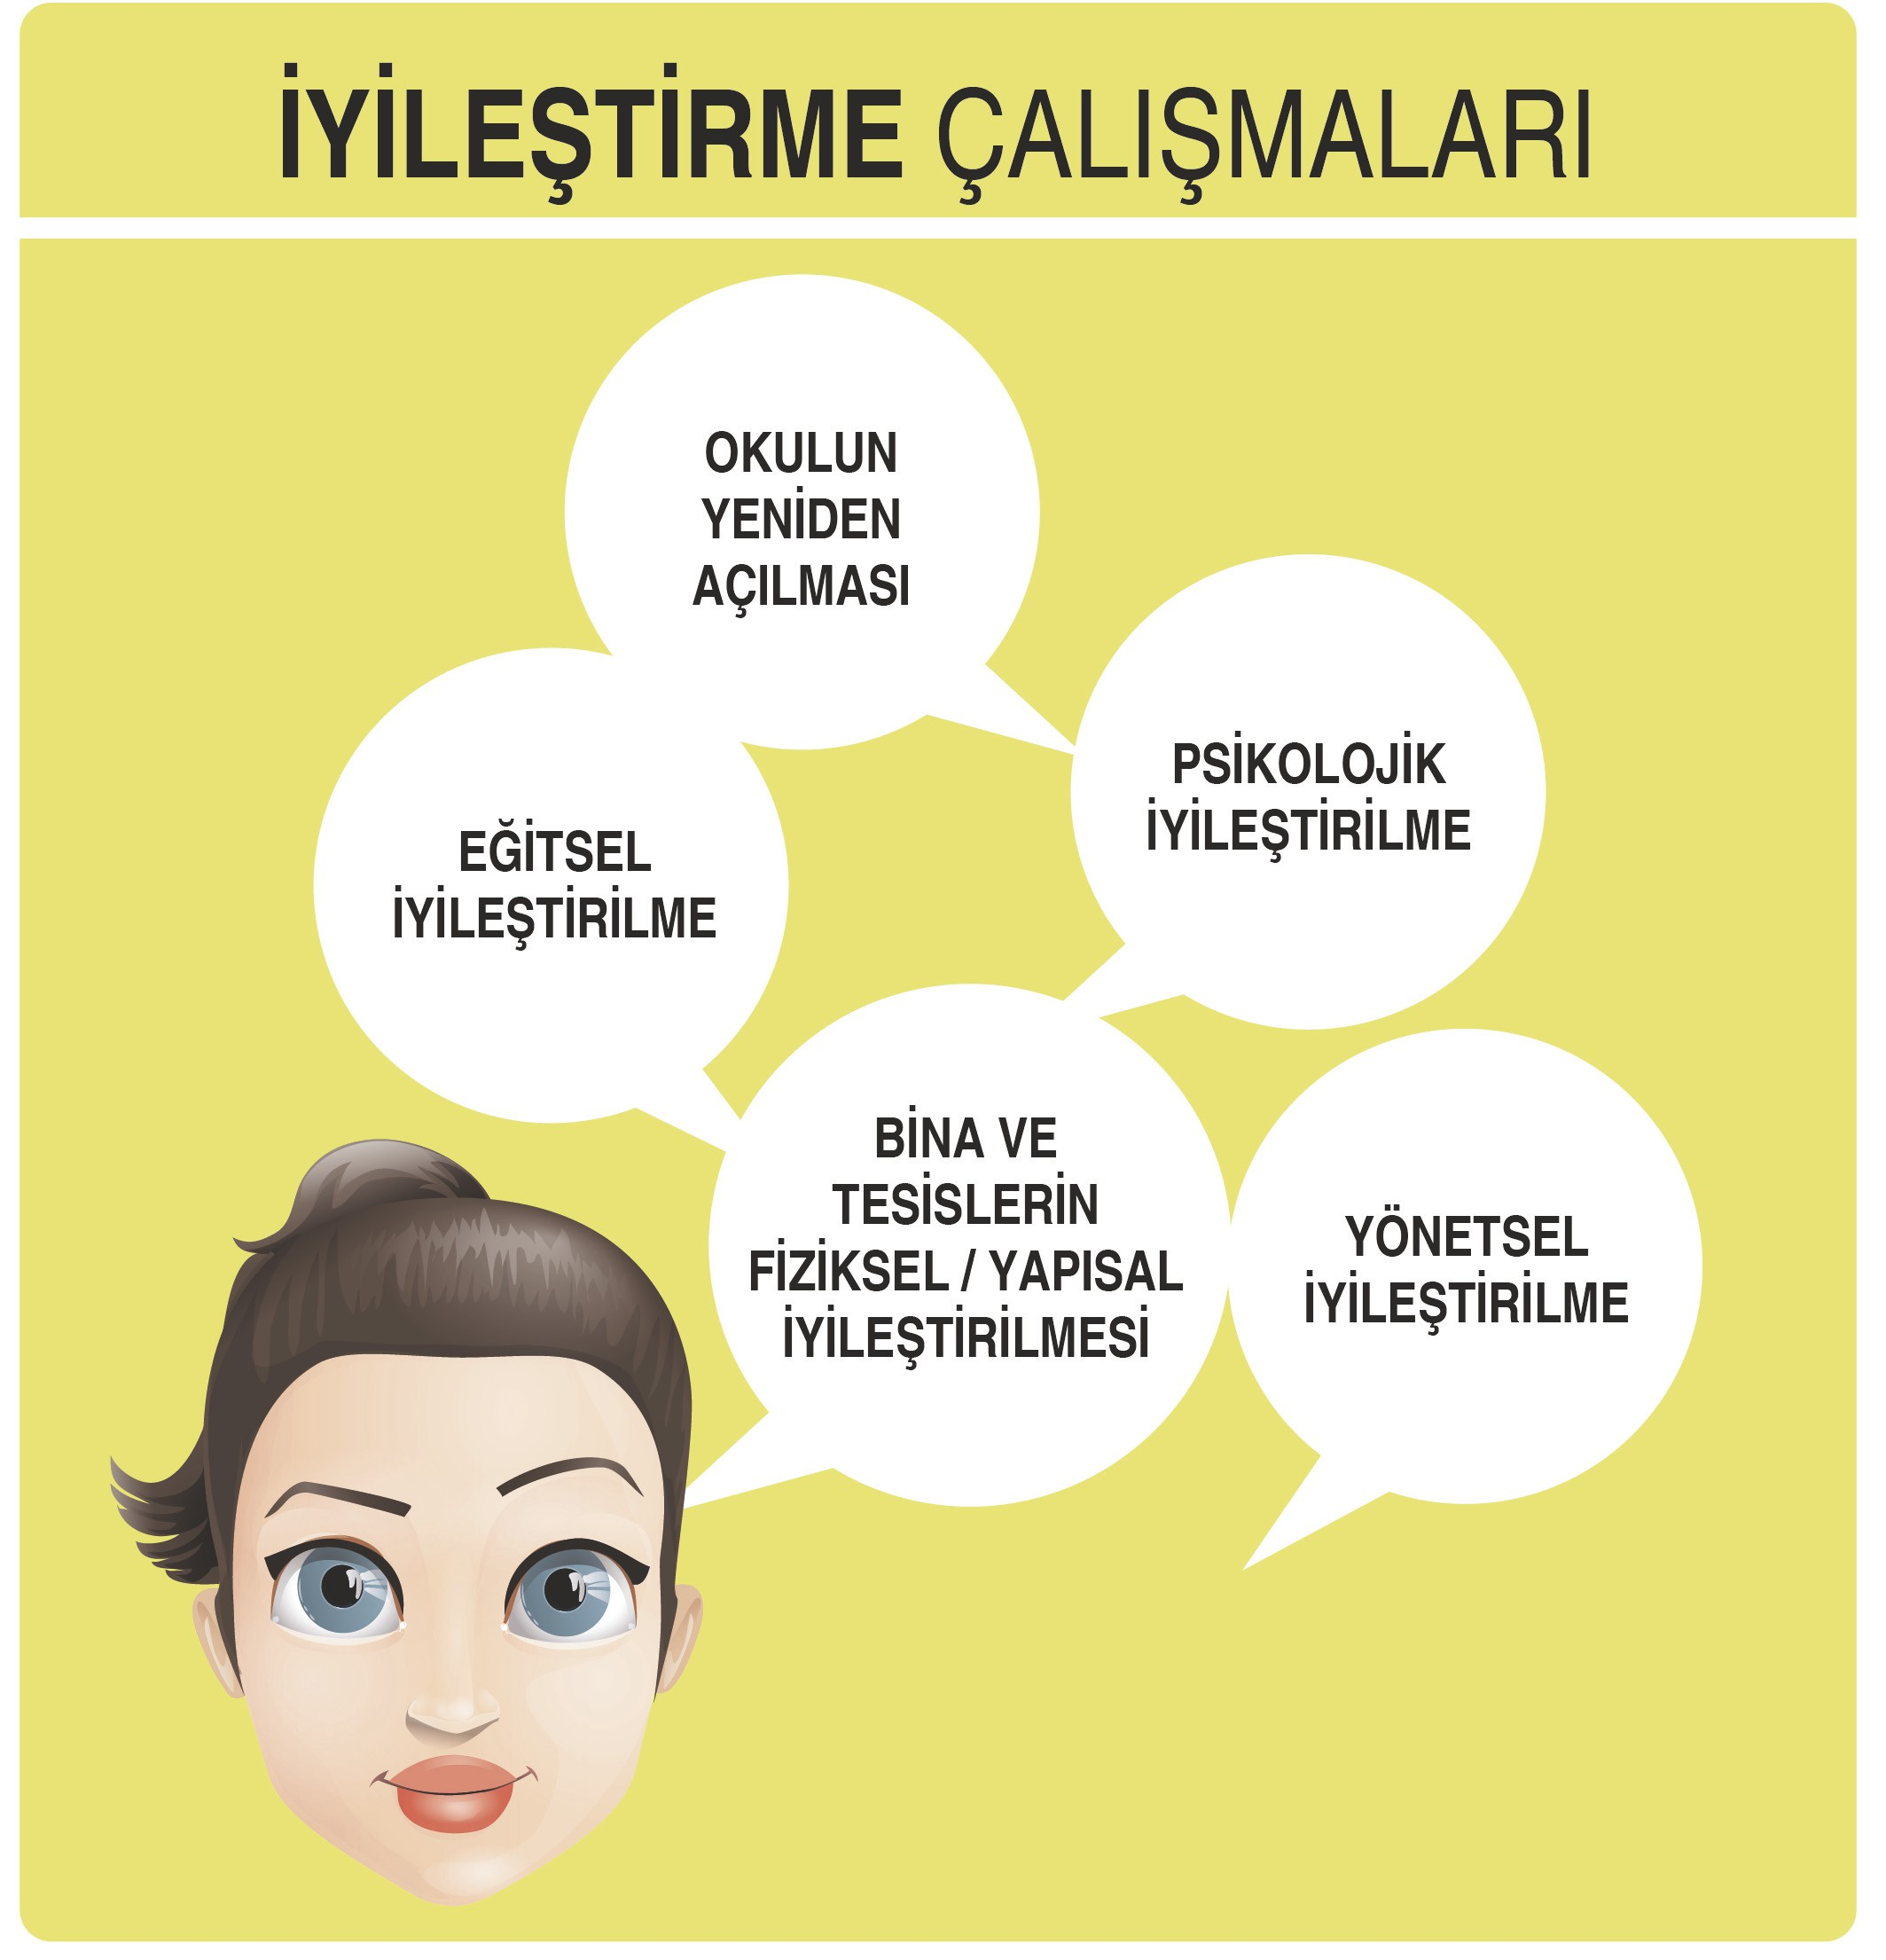 İYİLEŞTİRME ÇALIŞMALARI
OKULUN
YENİDEN
AÇILMASI
PSİKOLOJİK
İYİLEŞTİRİLME
EĞİTSEL
İYİLEŞTİRİLME
BİNA VE
TESİSLERİN
FİZİKSEL / YAPISAL
İYİLEŞTİRİLMESİ
YÖNETSEL
İYİLEŞTİRİLME